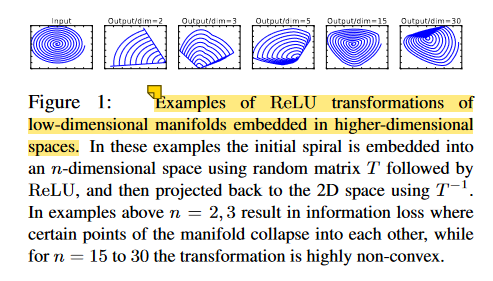 Input Output/dim=2 Output/dim=3 Output/dim=5 Output/dim=15 Output/dim=30
Figure 1: Examples of ReLU transformations of
low-dimensional manifolds embedded in higher-dimensional
spaces. In these examples the initial spiral is embedded into
an n-dimensional space using random matrix T followed by
ReLU, and then projected back to the 2D space using T⁻¹.
In examples above n = 2, 3 result in information loss where
certain points of the manifold collapse into each other, while
for n = 15 to 30 the transformation is highly non-convex.